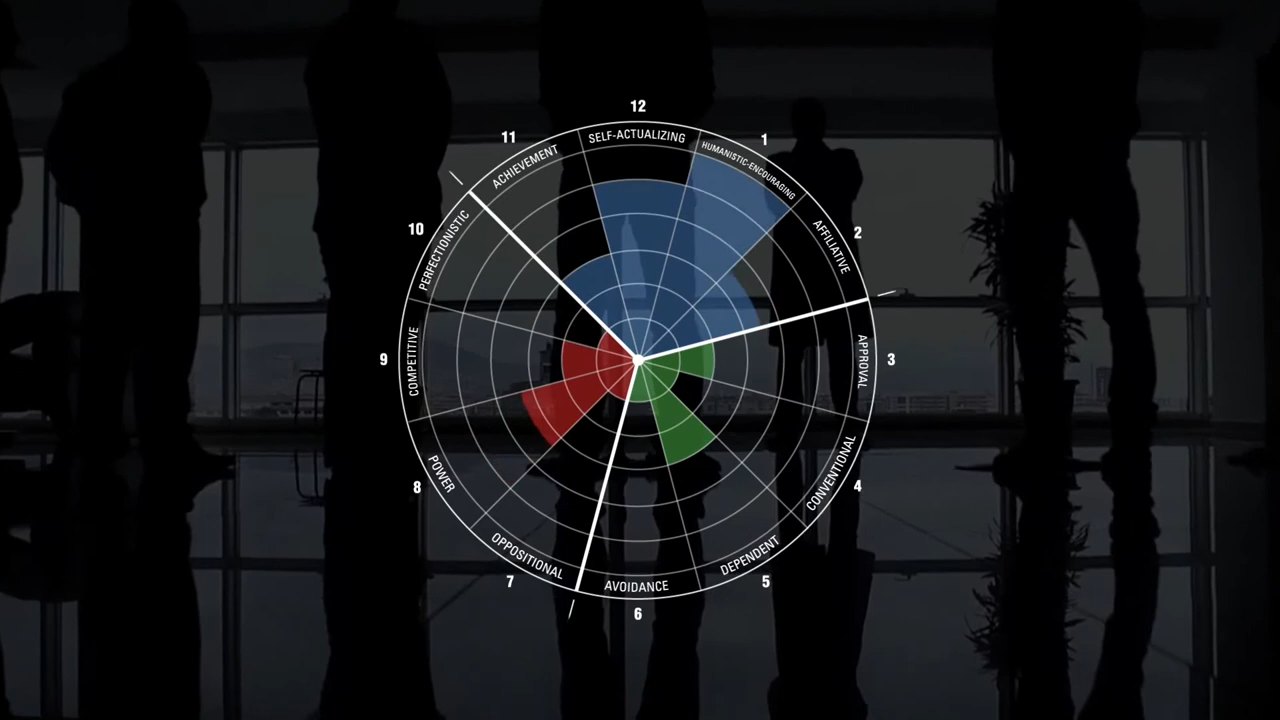 12
SELF-ACTUALIZING
1
HUMANISTIC-ENCOURAGING
2
AFFILIATIVE
3
APPROVAL
4
CONVENTIONAL
5
DEPENDENT
6
AVOIDANCE
7
OPPOSITIONAL
8
POWER
9
COMPETITIVE
10
PERFECTIONISTIC
11
ACHIEVEMENT